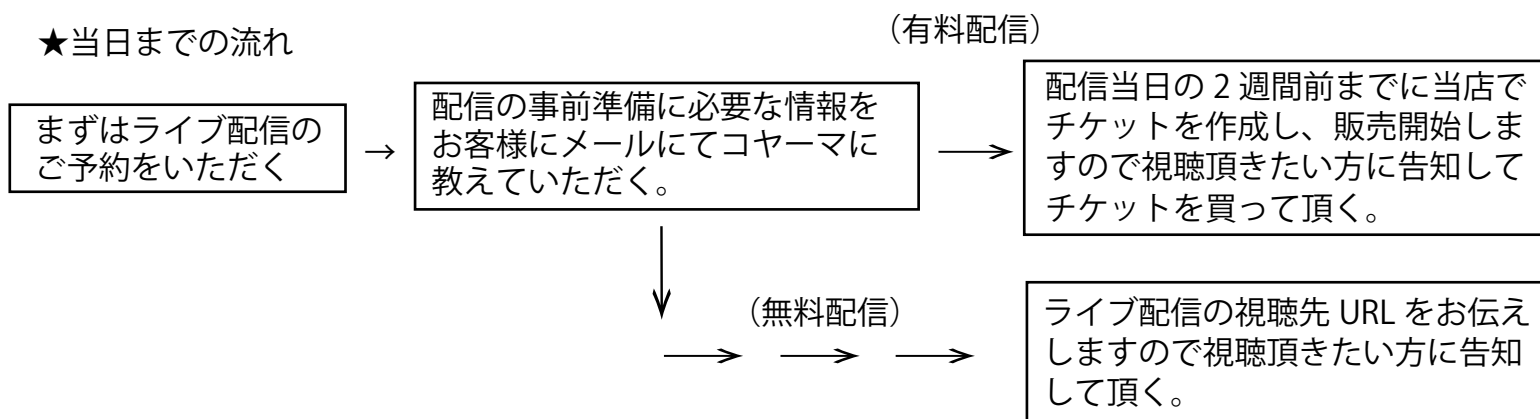 ★当日までの流れ
まずはライブ配信の
ご予約をいただく
→
配信の事前準備に必要な情報を
お客様にメールにてコヤーマに
教えていただく。
（有料配信）
配信当日の 2 週間前までに当店で
チケットを作成し、販売開始しま
すので視聴頂きたい方に告知して
チケットを買って頂く。
（無料配信）
ライブ配信の視聴先 URL をお伝え
しますので視聴頂きたい方に告知
して頂く。